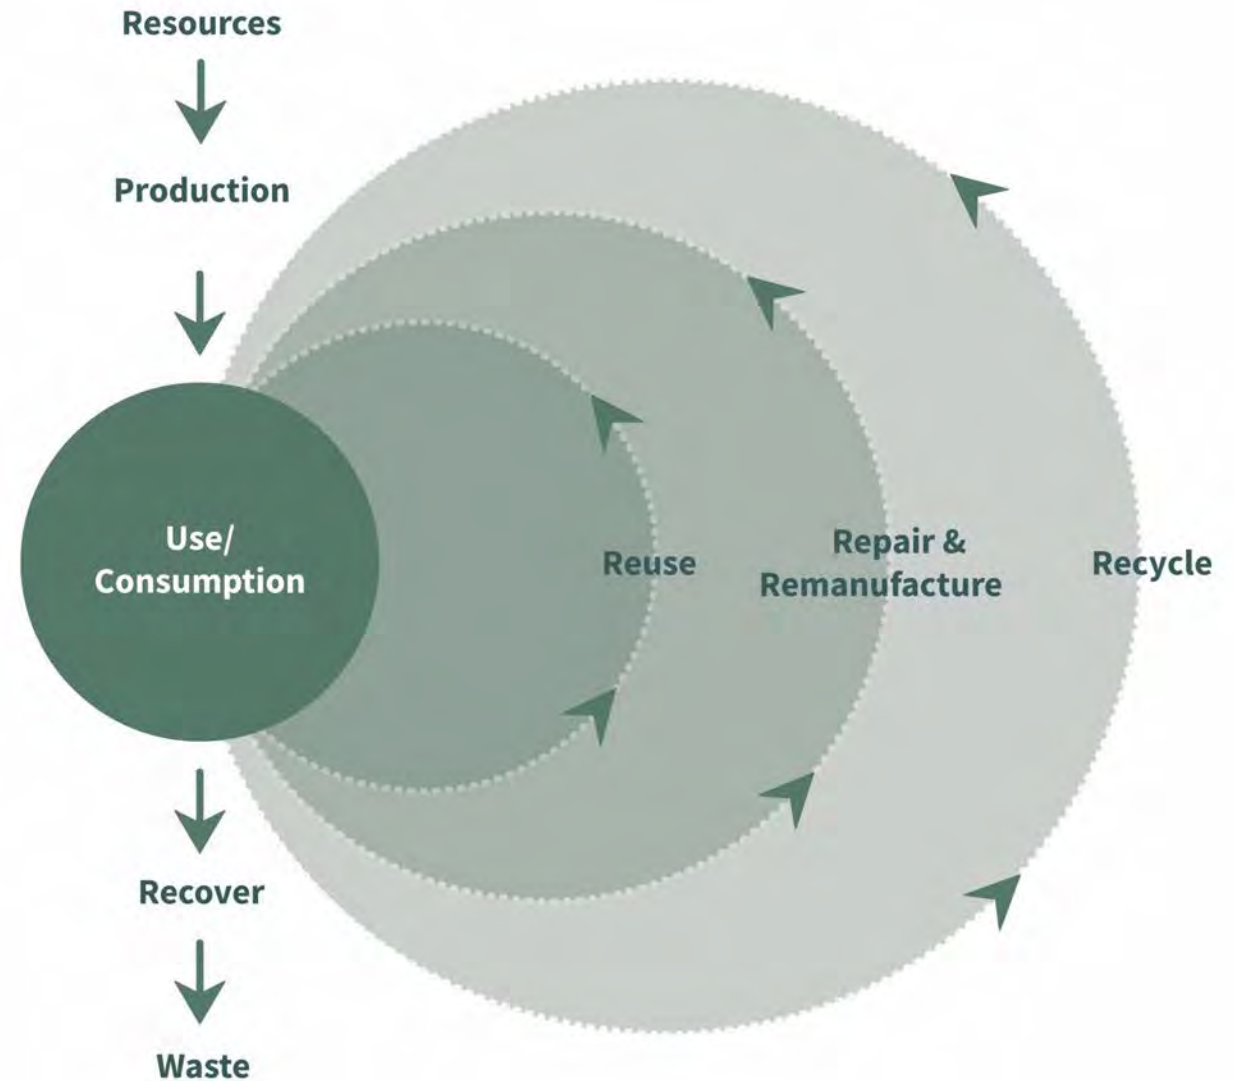 Resources
Production
Use/
Consumption
Reuse
Repair &
Remanufacture
Recycle
Recover
Waste